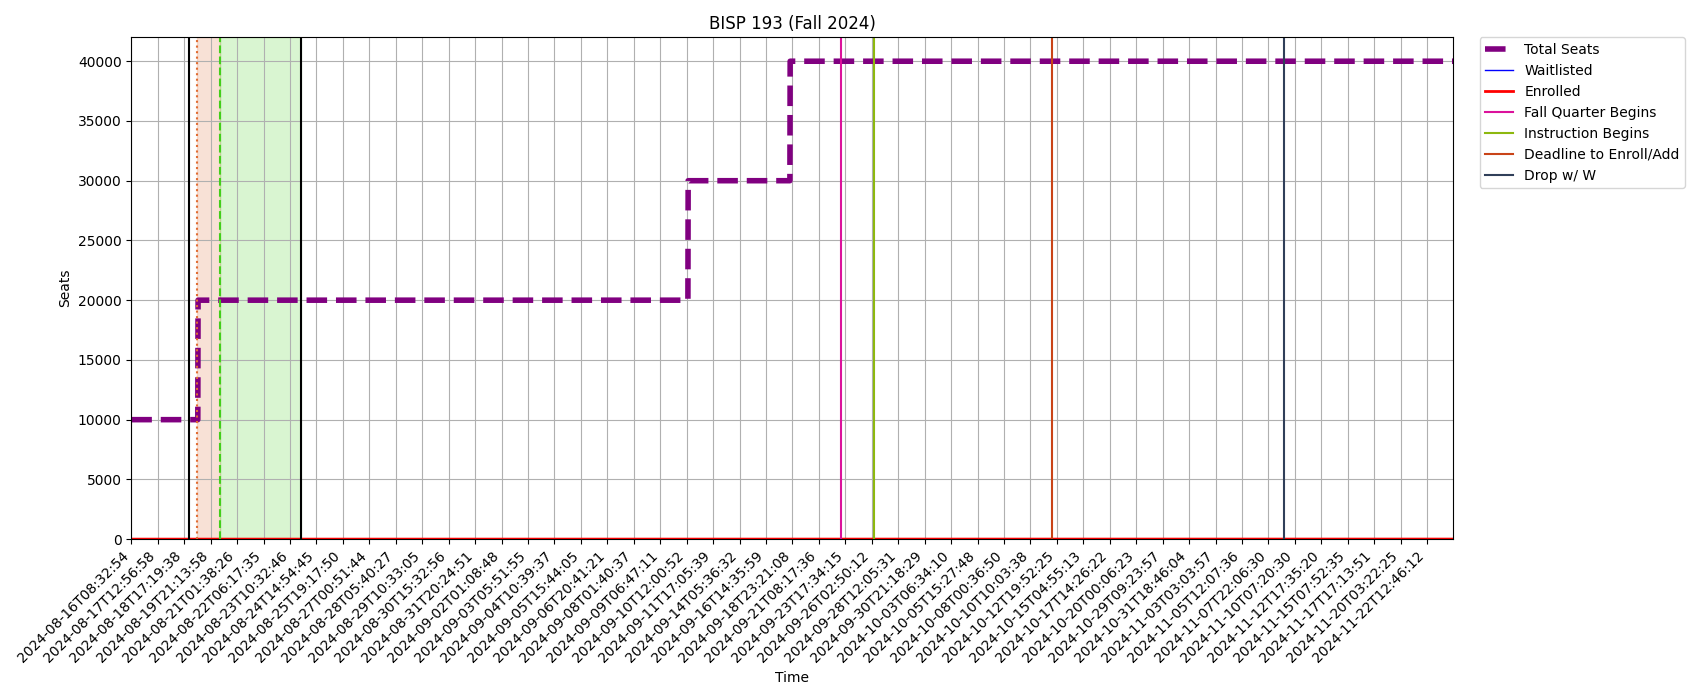 BISP 193 (Fall 2024)
40000
35000
30000
25000
20000
15000
10000
5000
0
Seats
2024-08-16T08:32:54
2024-08-17T12:56:58
2024-08-18T17:19:38
2024-08-19T21:13:58
2024-08-21T01:38:26
2024-08-22T06:17:35
2024-08-23T10:32:46
2024-08-24T14:54:45
2024-08-25T19:17:50
2024-08-27T00:51:44
2024-08-28T05:40:27
2024-08-29T10:33:05
2024-08-30T15:32:56
2024-08-31T20:24:51
2024-09-02T01:08:48
2024-09-03T05:51:55
2024-09-04T10:39:37
2024-09-05T15:44:05
2024-09-06T20:41:21
2024-09-08T01:40:37
2024-09-09T06:47:11
2024-09-10T12:00:52
2024-09-11T17:05:39
2024-09-14T05:36:32
2024-09-16T14:35:59
2024-09-18T23:21:08
2024-09-21T08:17:36
2024-09-23T17:34:15
2024-09-26T02:50:12
2024-09-28T12:05:31
2024-09-30T21:18:29
2024-10-03T06:34:10
2024-10-05T15:27:48
2024-10-08T00:36:50
2024-10-10T10:03:38
2024-10-12T19:52:25
2024-10-15T04:55:13
2024-10-17T14:26:22
2024-10-20T00:06:23
2024-10-29T09:23:57
2024-10-31T18:46:04
2024-11-03T03:03:57
2024-11-05T12:07:36
2024-11-07T22:06:30
2024-11-10T07:20:30
2024-11-12T17:35:20
2024-11-15T07:52:35
2024-11-17T17:13:51
2024-11-20T03:22:25
2024-11-22T12:46:12
Time
Total Seats
Waitlisted
Enrolled
Fall Quarter Begins
Instruction Begins
Deadline to Enroll/Add
Drop w/ W